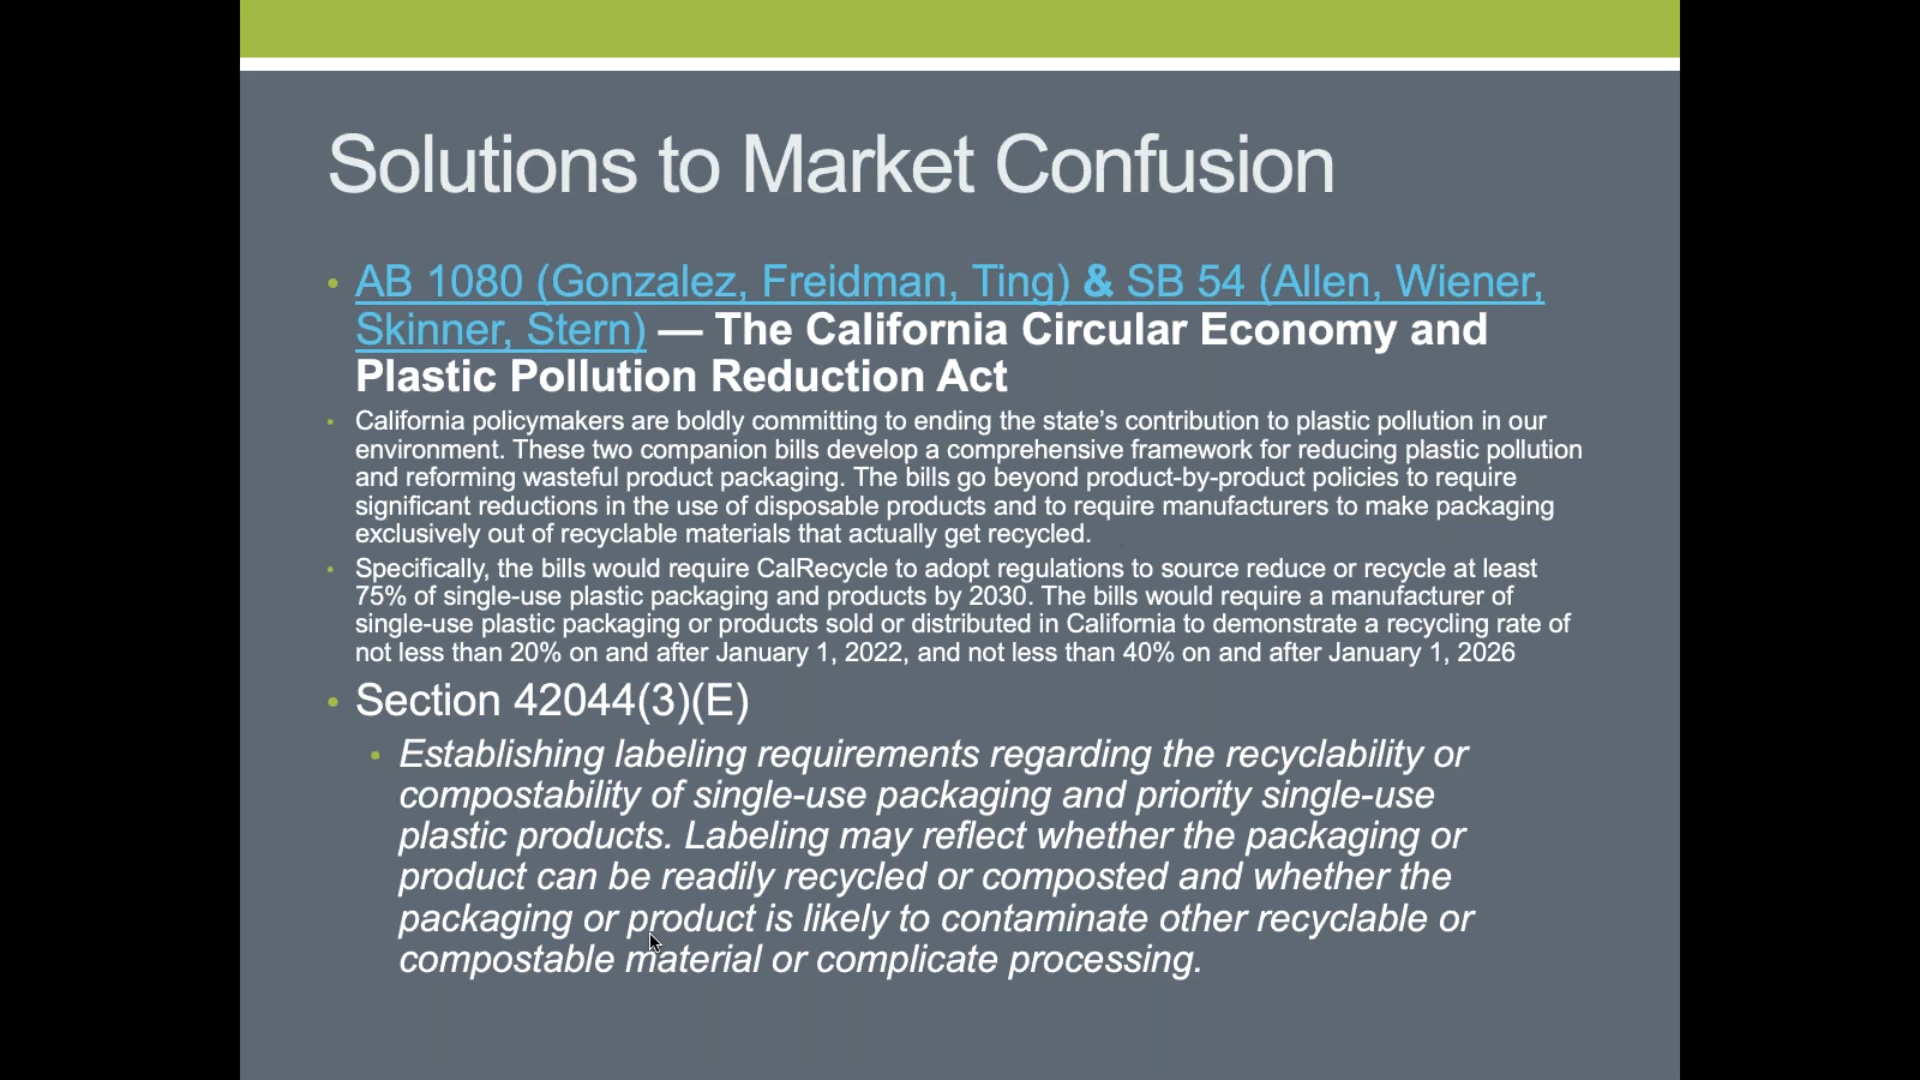 Solutions to Market Confusion
• AB 1080 (Gonzalez, Freidman, Ting) & SB 54 (Allen, Wiener,
Skinner, Stern) — The California Circular Economy and
Plastic Pollution Reduction Act
• California policymakers are boldly committing to ending the state’s contribution to plastic pollution in our
environment. These two companion bills develop a comprehensive framework for reducing plastic pollution
and reforming wasteful product packaging. The bills go beyond product-by-product policies to require
significant reductions in the use of disposable products and to require manufacturers to make packaging
exclusively out of recyclable materials that actually get recycled.
• Specifically, the bills would require CalRecycle to adopt regulations to source reduce or recycle at least
75% of single-use plastic packaging and products by 2030. The bills would require a manufacturer of
single-use plastic packaging or products sold or distributed in California to demonstrate a recycling rate of
not less than 20% on and after January 1, 2022, and not less than 40% on and after January 1, 2026
• Section 42044(3)(E)
• Establishing labeling requirements regarding the recyclability or
compostability of single-use packaging and priority single-use
plastic products. Labeling may reflect whether the packaging or
product can be readily recycled or composted and whether the
packaging or product is likely to contaminate other recyclable or
compostable material or complicate processing.